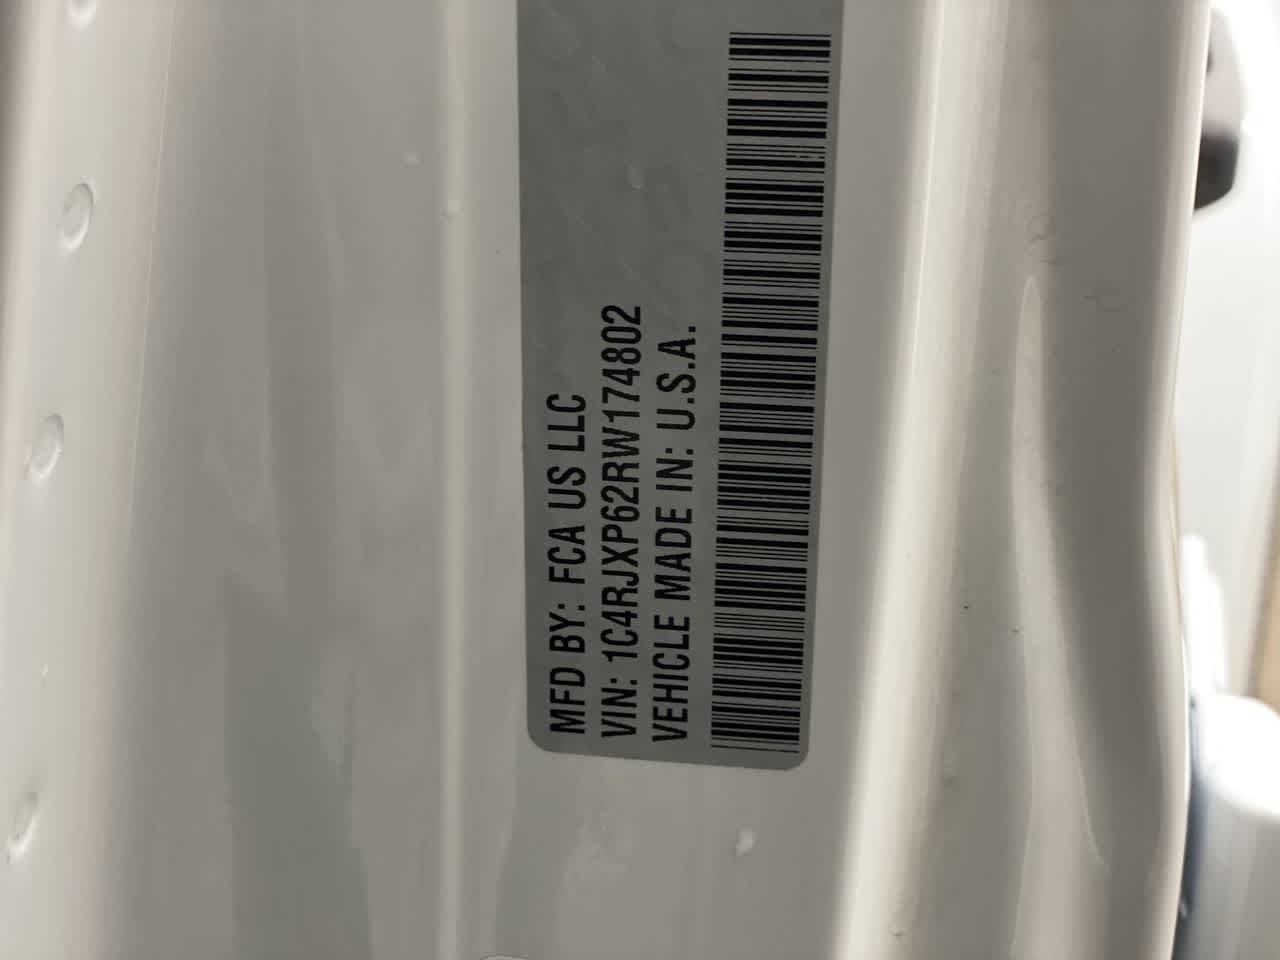 MFD BY: FCA US LLC
VIN: 1C4RJXP62RW174802
VEHICLE MADE IN: U.S.A.